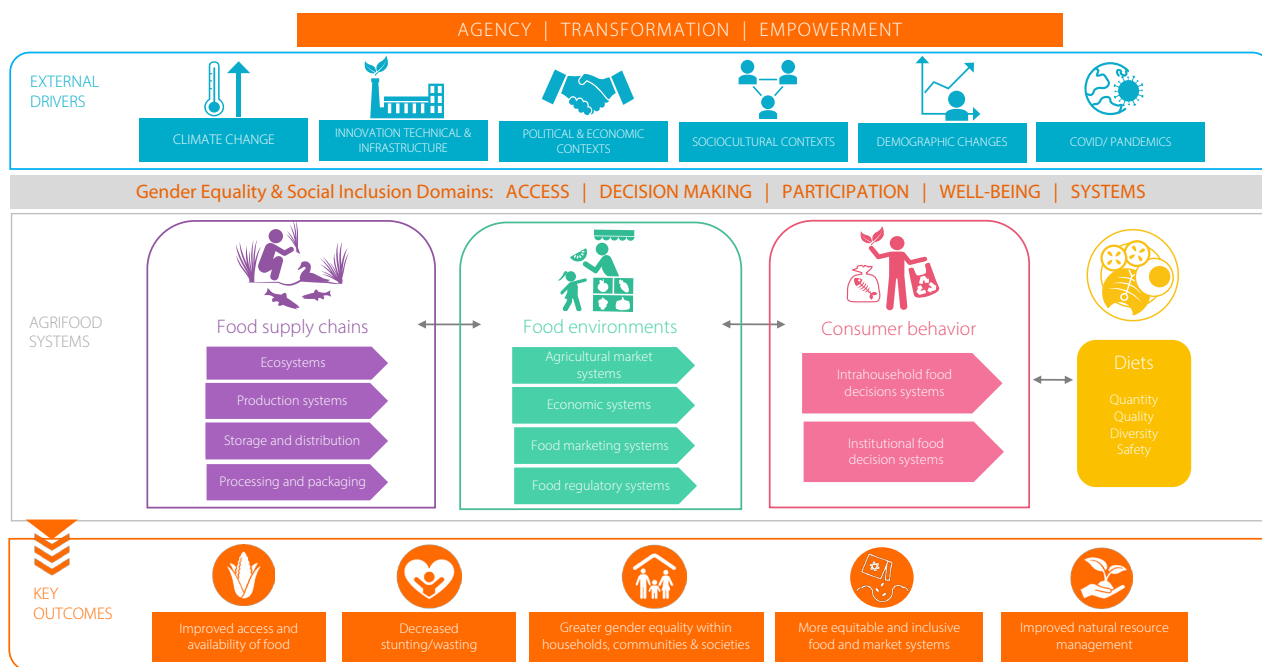 AGENCY | TRANSFORMATION | EMPOWERMENT
EXTERNAL
DRIVERS
CLIMATE CHANGE
INNOVATION TECHNICAL &
INFRASTRUCTURE
POLITICAL & ECONOMIC
CONTEXTS
SOCIOCULTURAL CONTEXTS
DEMOGRAPHIC CHANGES
COVID/ PANDEMICS
Gender Equality & Social Inclusion Domains: ACCESS | DECISION MAKING | PARTICIPATION | WELL-BEING | SYSTEMS
AGRIFOOD
SYSTEMS
Food supply chains
Ecosystems
Production systems
Storage and distribution
Processing and packaging
Food environments
Agricultural market
systems
Economic systems
Food marketing systems
Food regulatory systems
Consumer behavior
Intrahousehold food
decisions systems
Institutional food
decision systems
Diets
Quantity
Quality
Diversity
Safety
KEY
OUTCOMES
Improved access and
availability of food
Decreased
stunting/wasting
Greater gender equality within
households, communities & societies
More equitable and inclusive
food and market systems
Improved natural resource
management